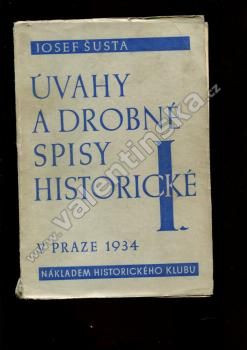 JOSEF ŠUSTA
ÚVAHY
A DROBNÉ
SPISY
HISTORICKÉ
I.
V PRAZE 1934
NÁKLADEM HISTORICKÉHO KLUBU
www.valentinska.cz